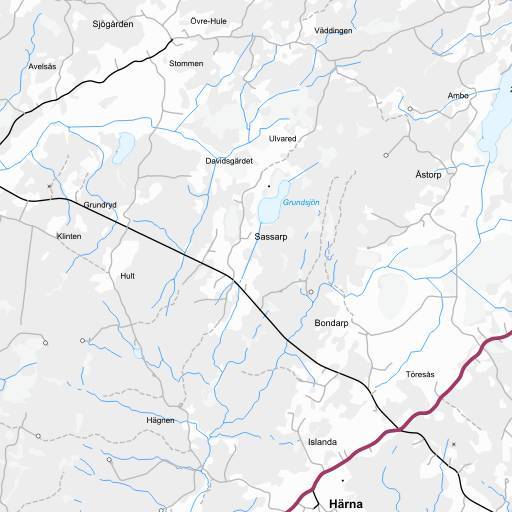 Övre-Hule
Sjögården
Väddingen
Stommen
Avelsås
Ambo
Ulvared
Davidsgärdet
Åstorp
Grundryd
Grundsjön
Klinten
Sassarp
Hult
Bondarp
Töresås
Hägnen
Islanda
Härna